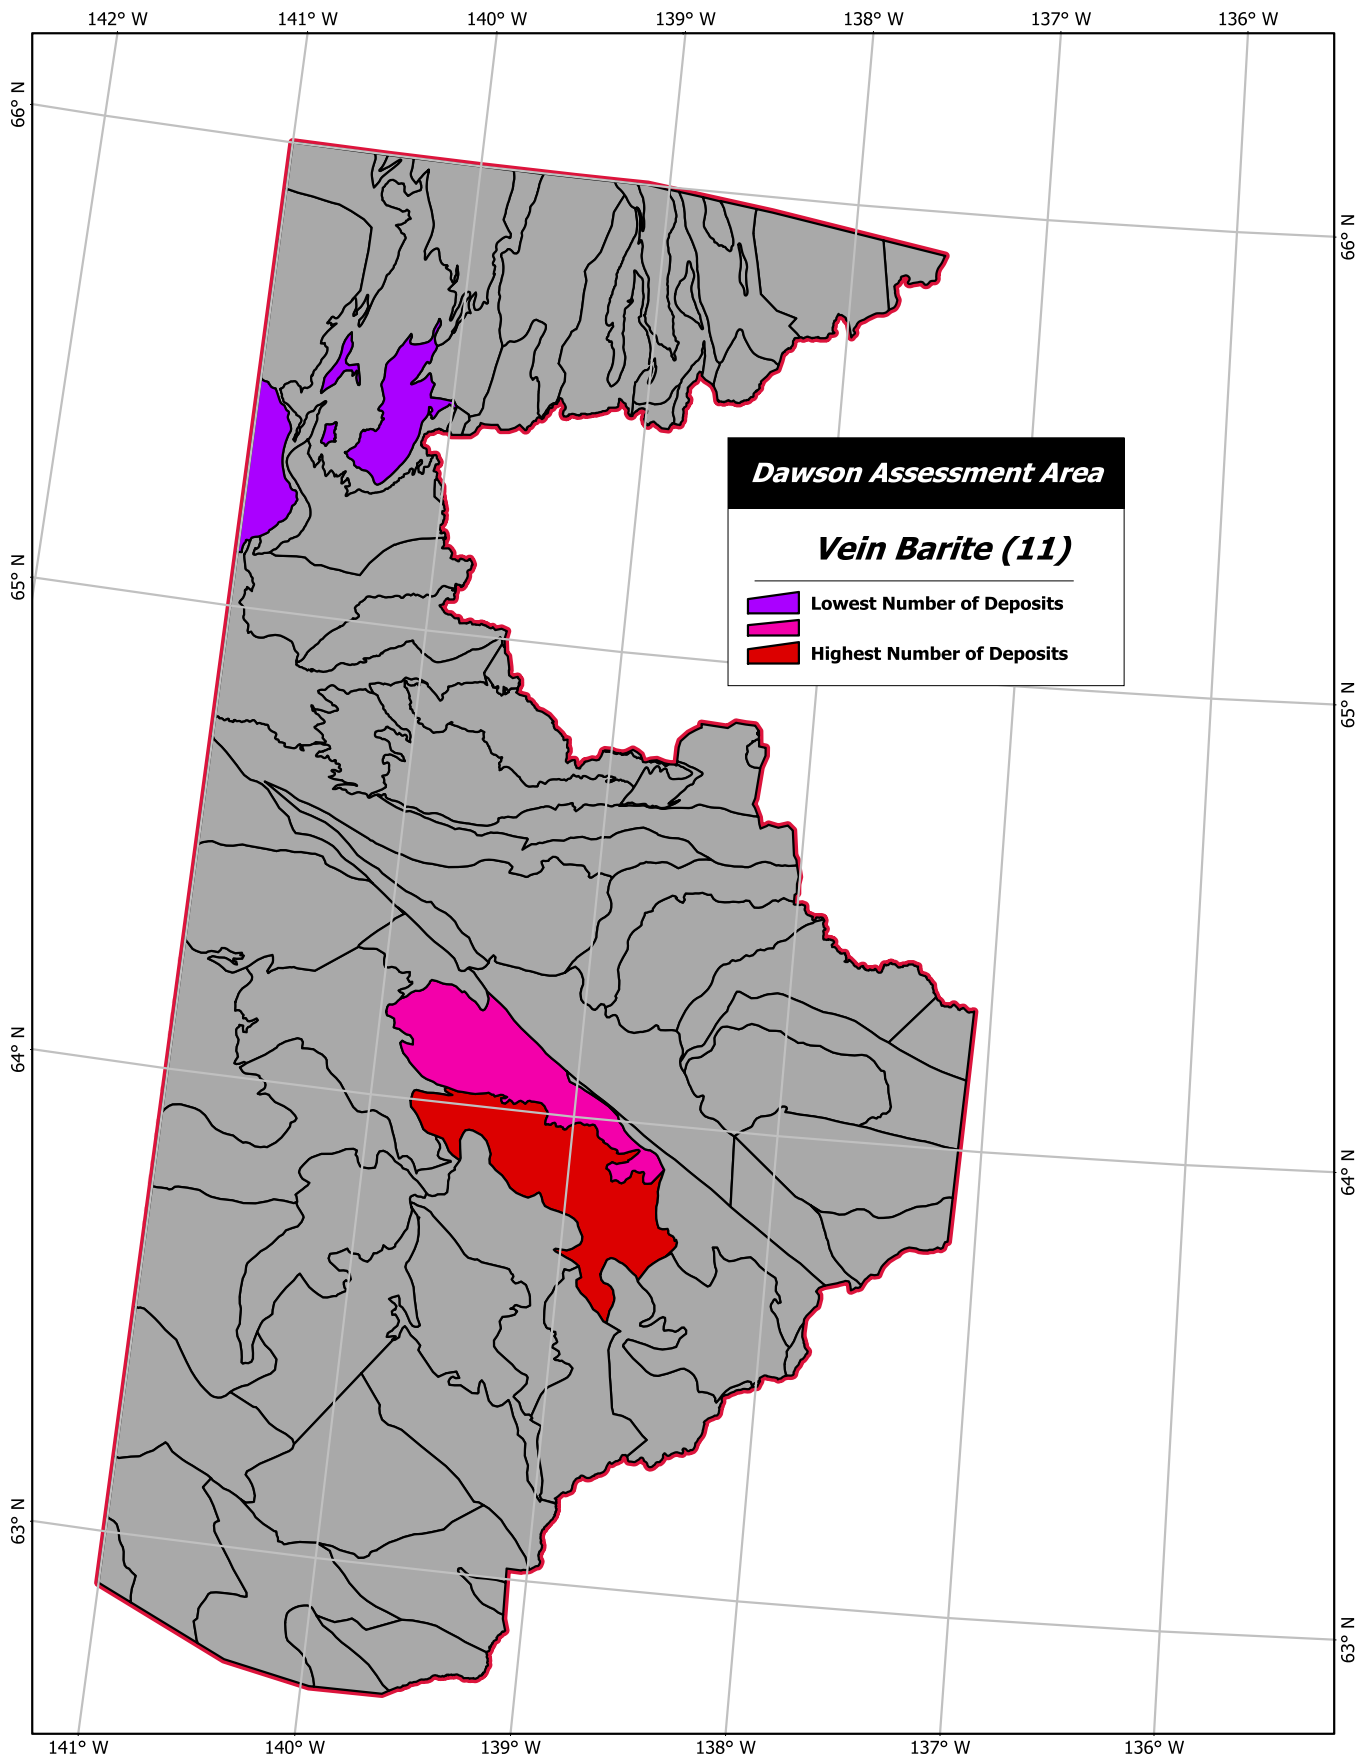 142° W 141° W 140° W 139° W 138° W 137° W 136° W
66° N
66° N
Dawson Assessment Area
Vein Barite (11)
Lowest Number of Deposits
Highest Number of Deposits
65° N
65° N
64° N
64° N
63° N
63° N
141° W 140° W 139° W 138° W 137° W 136° W